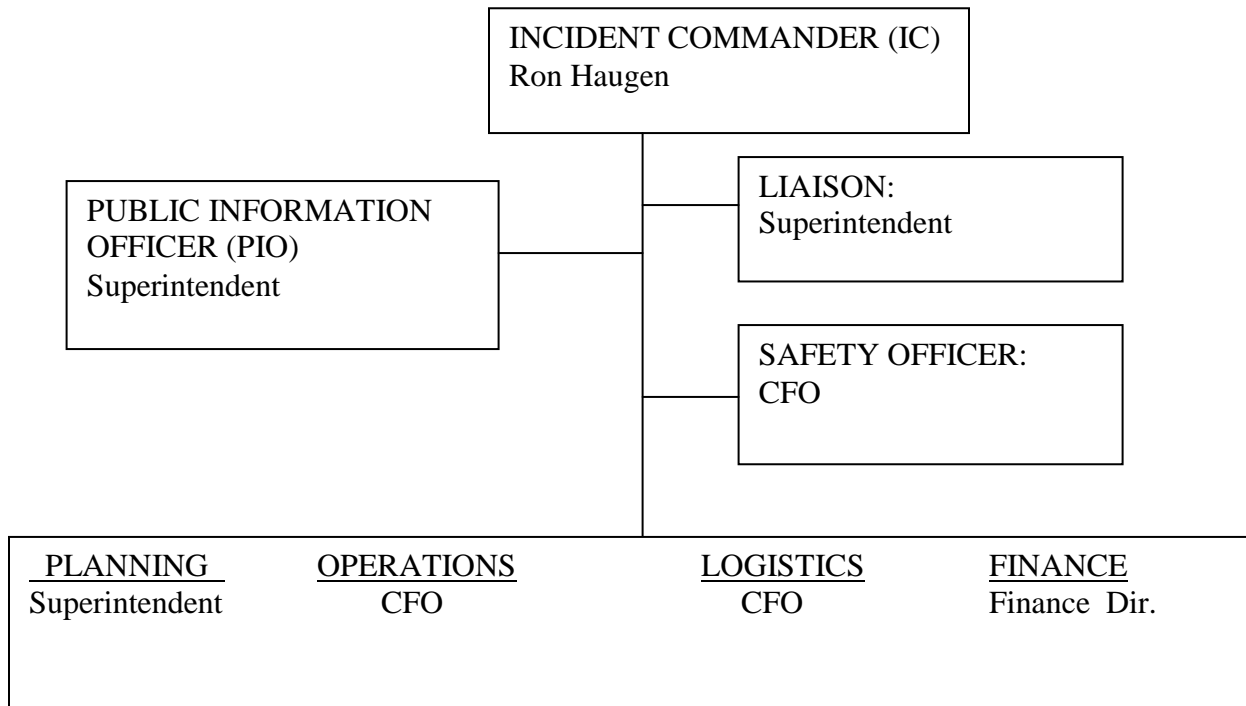 INCIDENT COMMANDER (IC)
Ron Haugen
PUBLIC INFORMATION
OFFICER (PIO)
Superintendent
LIAISON:
Superintendent
SAFETY OFFICER:
CFO
PLANNING OPERATIONS LOGISTICS FINANCE
Superintendent CFO CFO Finance Dir.